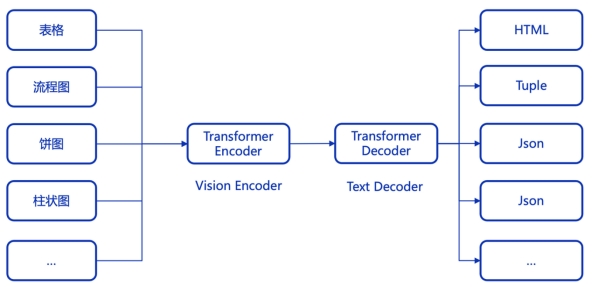 表格
流程图
饼图
柱状图
...
Transformer
Encoder
Vision Encoder
Transformer
Decoder
Text Decoder
HTML
Tuple
Json
Json
...